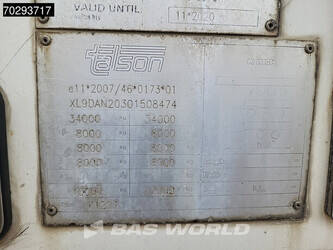 70293717
VALID UNTIL
11*2020
talson
e11*2007/46*0173*01
XL9DAN20301508474
34000 34000
8000 8000
8000 8000
8000 8000
BAS WORLD